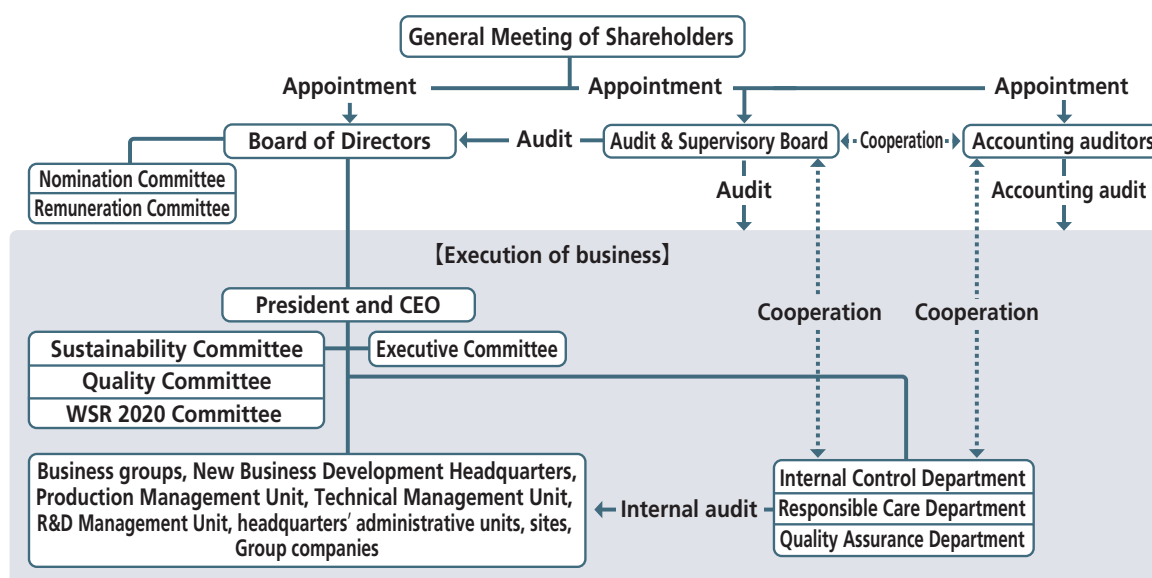 General Meeting of Shareholders
Appointment
Appointment
Appointment
Board of Directors
Audit
Audit & Supervisory Board
Cooperation
Accounting auditors
Nomination Committee
Remuneration Committee
Audit
Accounting audit
【Execution of business】
President and CEO
Cooperation
Cooperation
Sustainability Committee
Executive Committee
Quality Committee
WSR 2020 Committee
Business groups, New Business Development Headquarters,
Production Management Unit, Technical Management Unit,
R&D Management Unit, headquarters’ administrative units, sites,
Group companies
Internal audit
Internal Control Department
Responsible Care Department
Quality Assurance Department